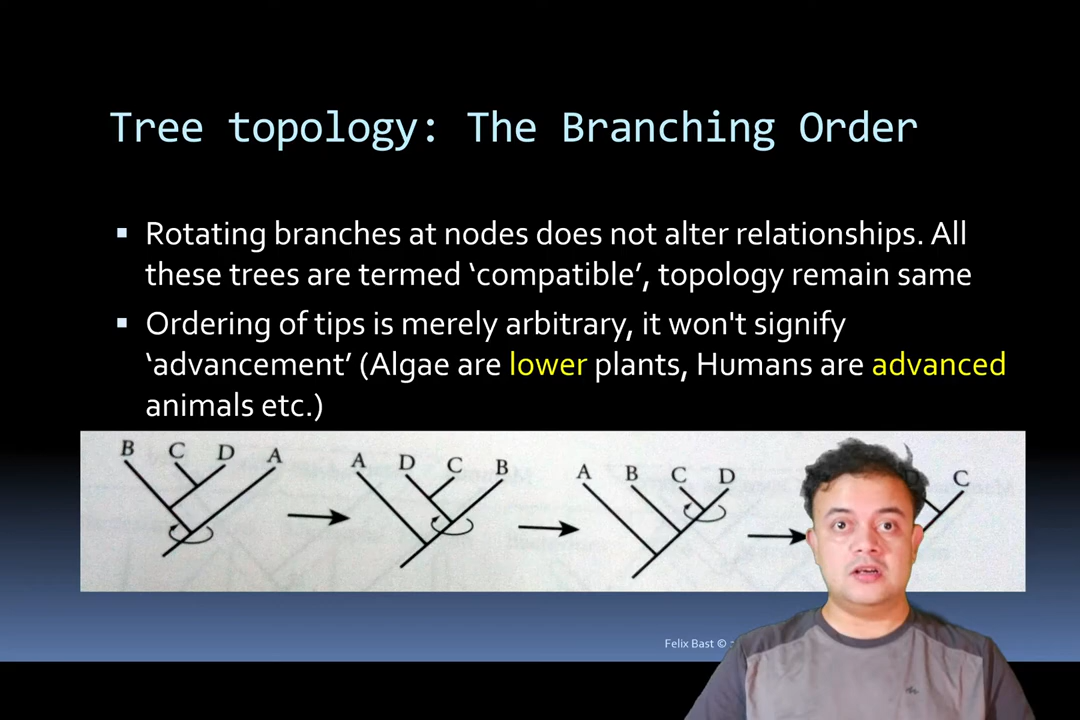 Tree topology: The Branching Order
▪ Rotating branches at nodes does not alter relationships. All
these trees are termed ‘compatible’, topology remain same
▪ Ordering of tips is merely arbitrary, it won't signify
‘advancement’ (Algae are lower plants, Humans are advanced
animals etc.)
B C D A
A D C B
A B C D
C
Felix Bast ©